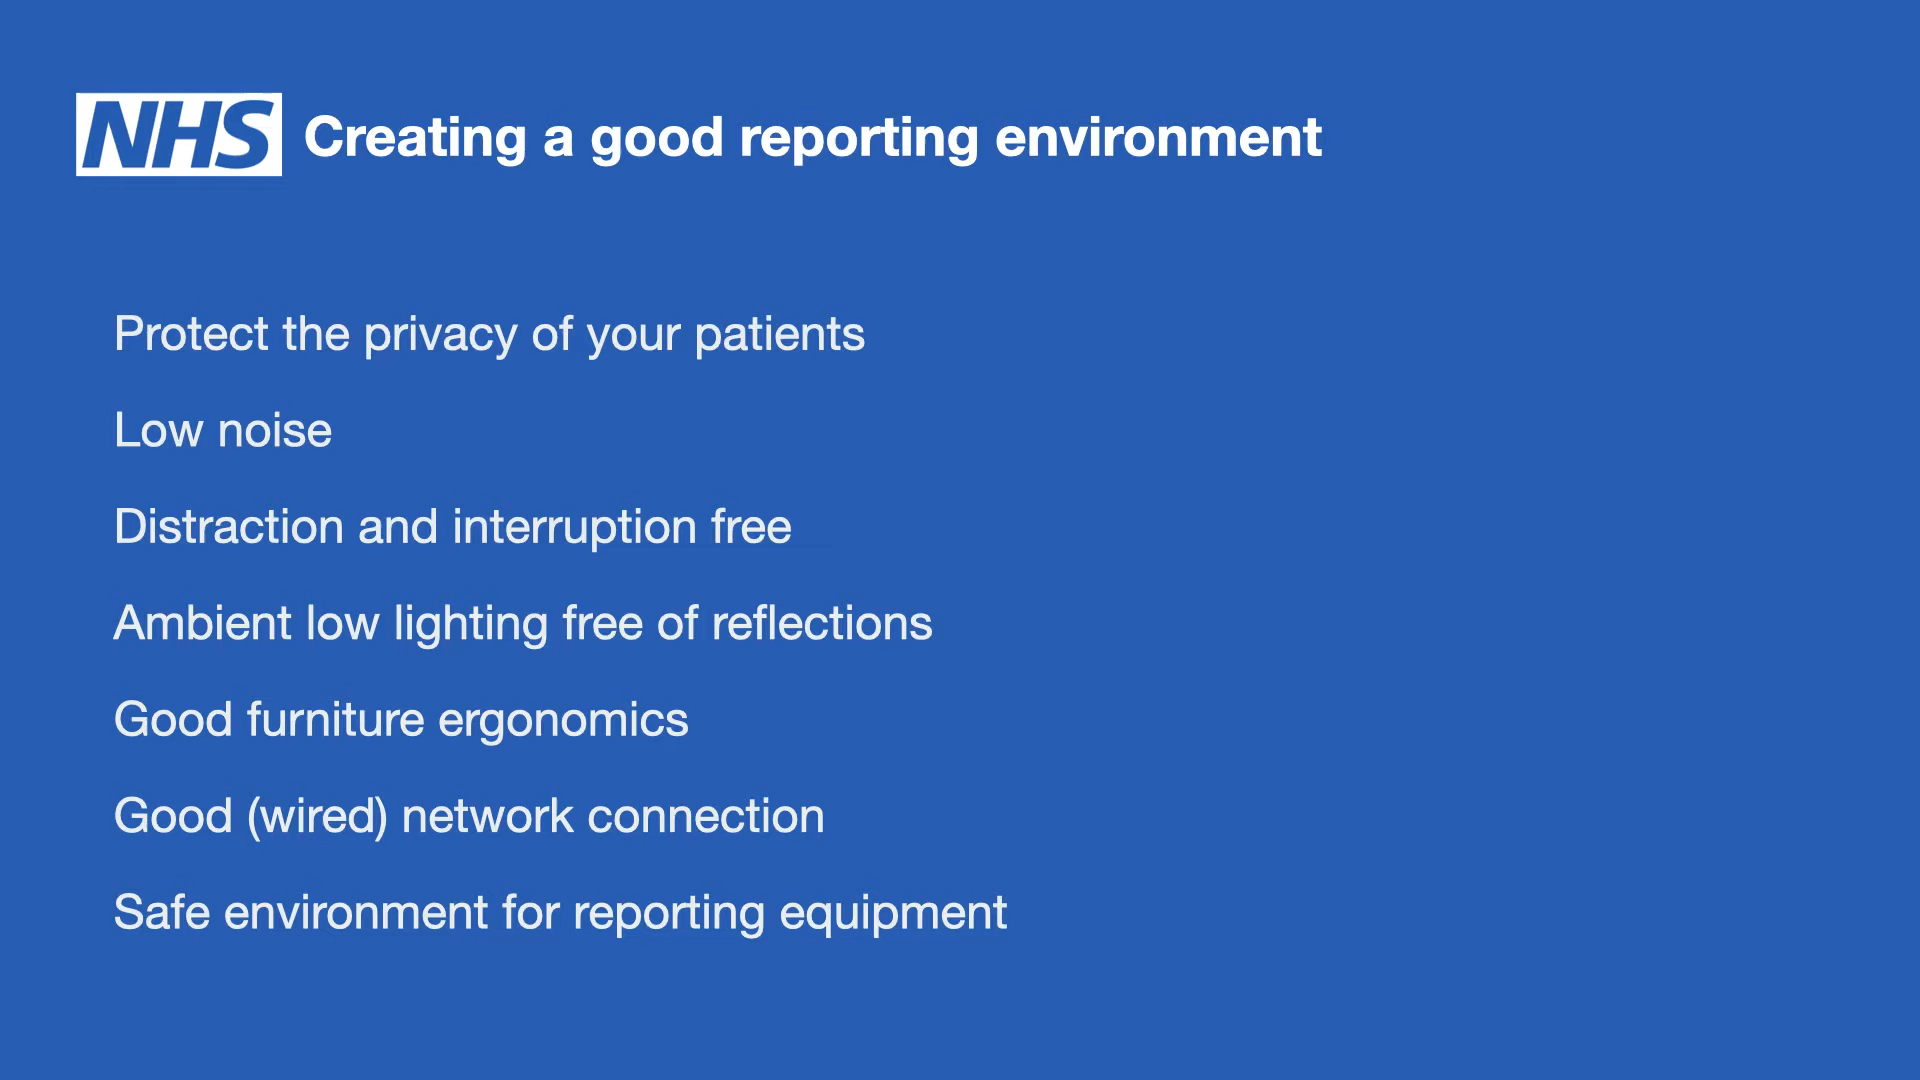 NHS Creating a good reporting environment
Protect the privacy of your patients
Low noise
Distraction and interruption free
Ambient low lighting free of reflections
Good furniture ergonomics
Good (wired) network connection
Safe environment for reporting equipment